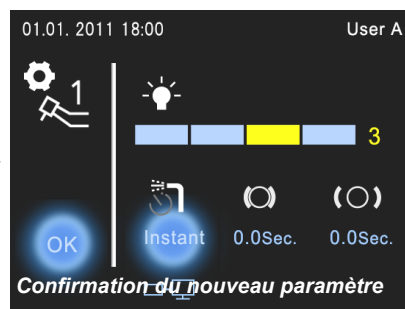 01.01. 2011 18:00 User A
1
3
OK Instant 0.0Sec. 0.0Sec.
Confirmation du nouveau paramètre